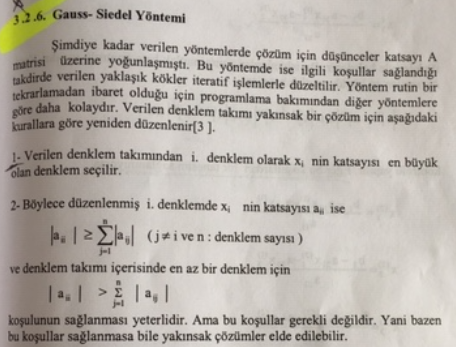 3.2.6. Gauss- Siedel Yöntemi
Şimdiye kadar verilen yöntemlerde çözüm için düşünceler katsayı A
matrisi üzerine yoğunlaşmıştı. Bu yöntemde ise ilgili koşullar sağlandığı
takdirde verilen yaklaşık kökler iteratif işlemlerle düzeltilir. Yöntem rutin bir
tekrarlamadan ibaret olduğu için programlama bakımından diğer yöntemlere
göre daha kolaydır. Verilen denklem takımı yakınsak bir çözüm için aşağıdaki
kurallara göre yeniden düzenlenir[3 ].
1- Verilen denklem takımından i. denklem olarak xᵢ nin katsayısı en büyük
olan denklem seçilir.
2- Böylece düzenlenmiş i. denklemde xᵢ nin katsayısı aᵢᵢ ise
|aᵢᵢ | ≥ ∑ⁿⱼ₌₁|aᵢⱼ| (j≠i ve n : denklem sayısı )
ve denklem takımı içerisinde en az bir denklem için
| aᵢᵢ | > ∑ⁿⱼ₌₁ | aᵢⱼ |
koşulunun sağlanması yeterlidir. Ama bu koşullar gerekli değildir. Yani bazen
bu koşullar sağlanmasa bile yakınsak çözümler elde edilebilir.